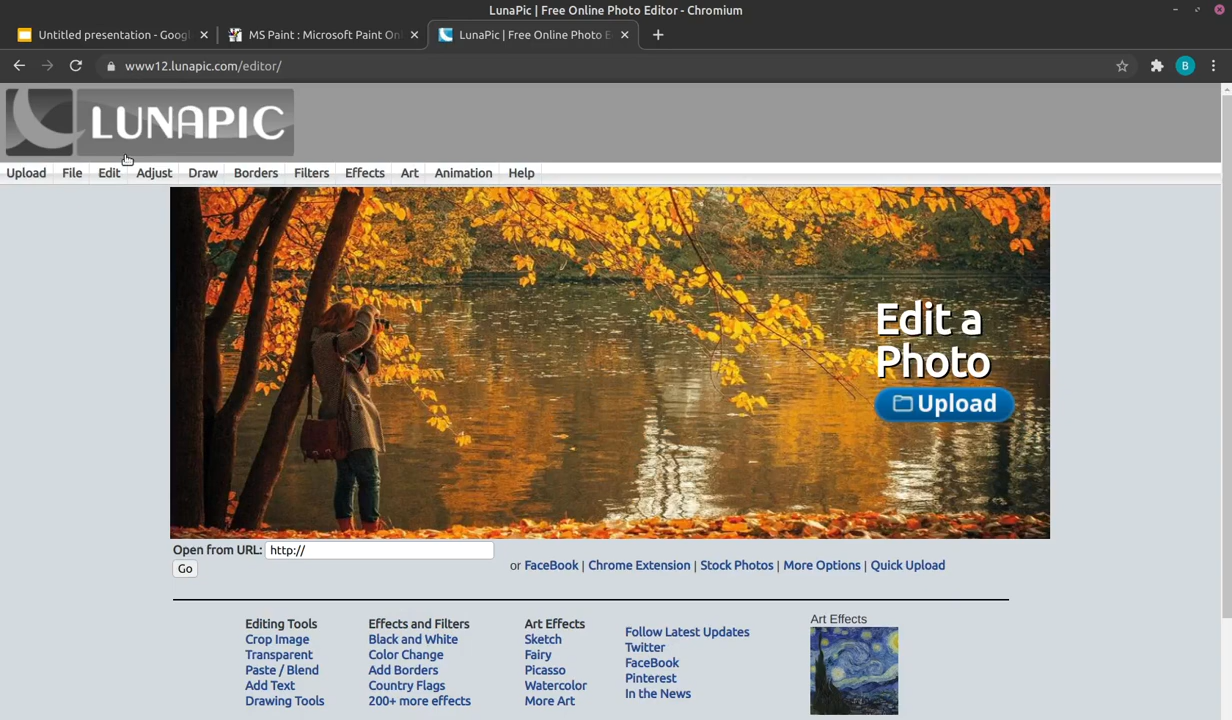 LunaPic | Free Online Photo Editor - Chromium
Untitled presentation - Goog
MS Paint : Microsoft Paint On
LunaPic | Free Online Photo E
www12.lunapic.com/editor/
B
LUNAPIC
Upload File Edit Adjust Draw Borders Filters Effects Art Animation Help
Edit a
Photo
Upload
Open from URL: http://
Go
or FaceBook | Chrome Extension | Stock Photos | More Options | Quick Upload
Editing Tools
Crop Image
Transparent
Paste / Blend
Add Text
Drawing Tools
Effects and Filters
Black and White
Color Change
Add Borders
Country Flags
200+ more effects
Art Effects
Sketch
Fairy
Picasso
Watercolor
More Art
Follow Latest Updates
Twitter
FaceBook
Pinterest
In the News
Art Effects